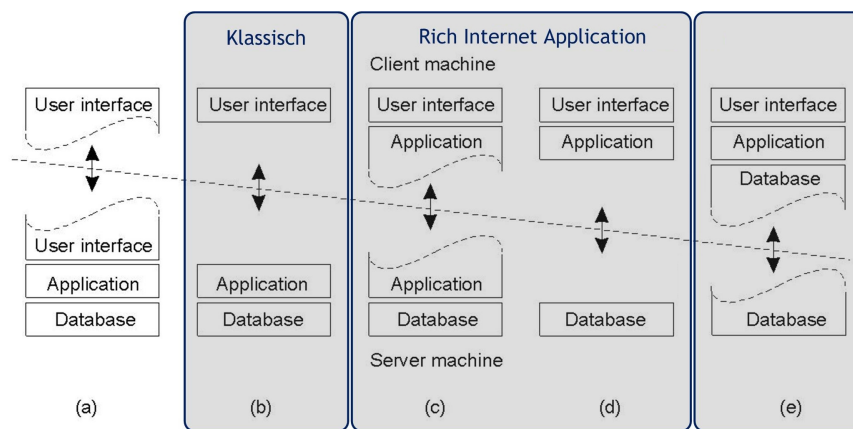 Klassisch
Rich Internet Application
Client machine
User interface
User interface
User interface
User interface
User interface
Application
Application
Application
Database
User interface
Application
Application
Application
Database
Database
Database
Database
Database
Server machine
(a)
(b)
(c)
(d)
(e)